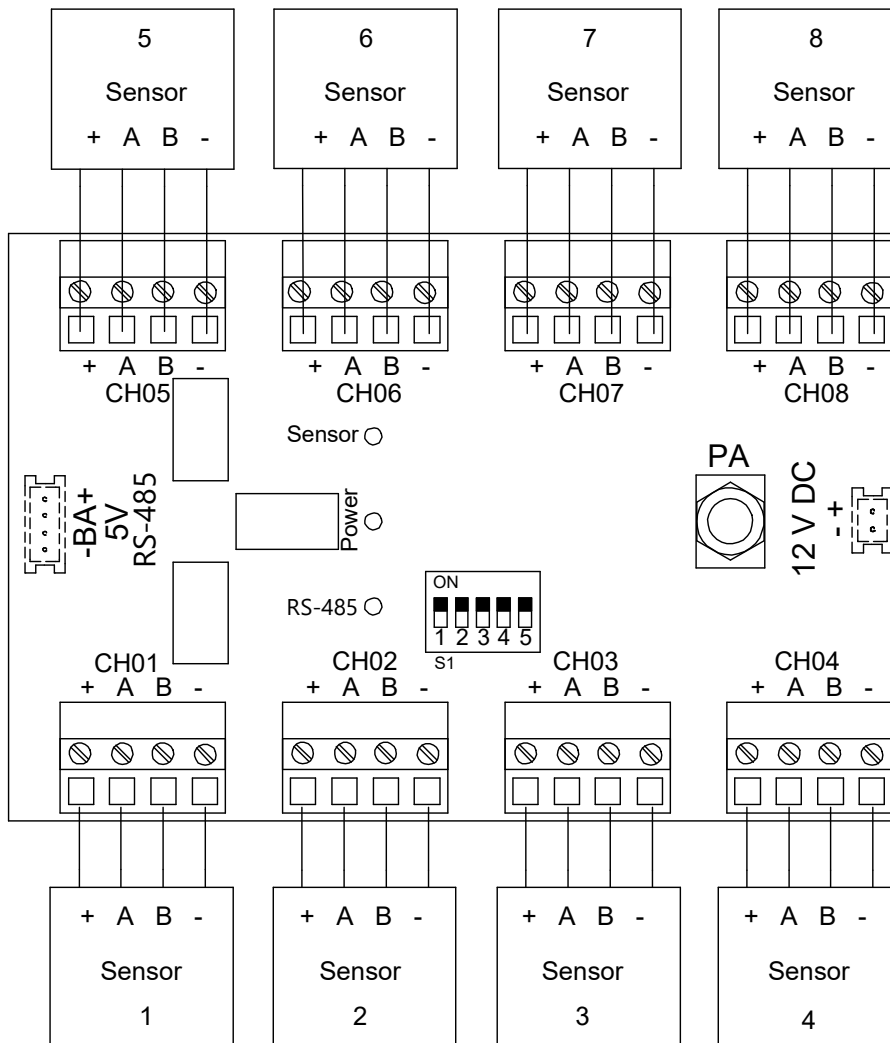 5 6 7 8
Sensor Sensor Sensor Sensor
+ A B - + A B - + A B - + A B -
+ A B - + A B - + A B - + A B -
CH05 CH06 CH07 CH08
Sensor
-BA+
5V
RS-485
Power
PA
12 V DC
- +
RS-485
ON
1 2 3 4 5
S1
CH01 CH02 CH03 CH04
+ A B - + A B - + A B - + A B -
+ A B - + A B - + A B - + A B -
Sensor Sensor Sensor Sensor
1 2 3 4